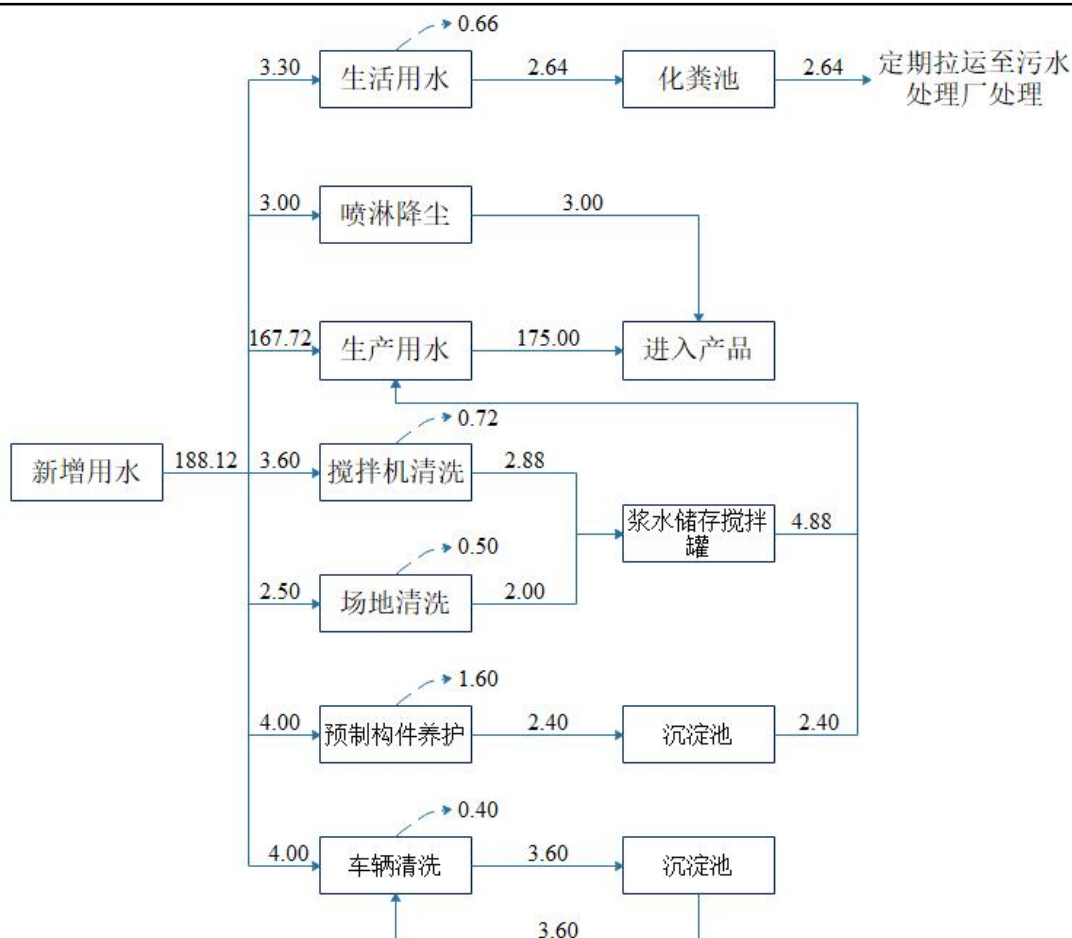 0.66
3.30
生活用水
2.64
化粪池
2.64
定期拉运至污水
处理厂处理
3.00
喷淋降尘
3.00
167.72
生产用水
175.00
进入产品
0.72
新增用水
188.12
3.60
搅拌机清洗
2.88
浆水储存搅拌
罐
4.88
0.50
2.50
场地清洗
2.00
1.60
4.00
预制构件养护
2.40
沉淀池
2.40
0.40
4.00
车辆清洗
3.60
沉淀池
3.60